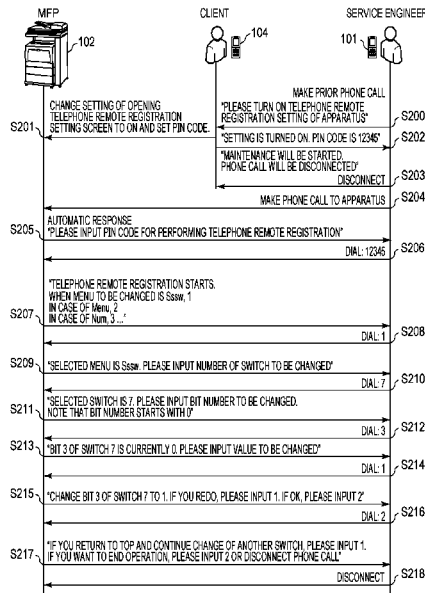 MFP
CLIENT
SERVICE ENGINEER
102
104
101
MAKE PRIOR PHONE CALL
"PLEASE TURN ON TELEPHONE REMOTE
REGISTRATION SETTING OF APPARATUS"
S200
CHANGE SETTING OF OPENING
TELEPHONE REMOTE REGISTRATION
SETTING SCREEN TO ON AND SET PIN CODE.
S201
"SETTING IS TURNED ON. PIN CODE IS 12345"
S202
"MAINTENANCE WILL BE STARTED.
PHONE CALL WILL BE DISCONNECTED"
DISCONNECT
S203
MAKE PHONE CALL TO APPARATUS
S204
AUTOMATIC RESPONSE
S205
"PLEASE INPUT PIN CODE FOR PERFORMING TELEPHONE REMOTE REGISTRATION"
DIAL: 12345
S206
"TELEPHONE REMOTE REGISTRATION STARTS.
WHEN MENU TO BE CHANGED IS Sssw, 1
IN CASE OF Menu, 2
IN CASE OF Num, 3 ..."
S207
DIAL: 1
S208
S209
"SELECTED MENU IS Sssw. PLEASE INPUT NUMBER OF SWITCH TO BE CHANGED"
DIAL: 7
S210
"SELECTED SWITCH IS 7. PLEASE INPUT BIT NUMBER TO BE CHANGED.
NOTE THAT BIT NUMBER STARTS WITH 0"
S211
DIAL: 3
S212
S213
"BIT 3 OF SWITCH 7 IS CURRENTLY 0. PLEASE INPUT VALUE TO BE CHANGED"
DIAL: 1
S214
S215
"CHANGE BIT 3 OF SWITCH 7 TO 1. IF YOU REDO, PLEASE INPUT 1. IF OK, PLEASE INPUT 2"
DIAL: 2
S216
"IF YOU RETURN TO TOP AND CONTINUE CHANGE OF ANOTHER SWITCH, PLEASE INPUT 1.
IF YOU WANT TO END OPERATION, PLEASE INPUT 2 OR DISCONNECT PHONE CALL"
S217
DISCONNECT
S218